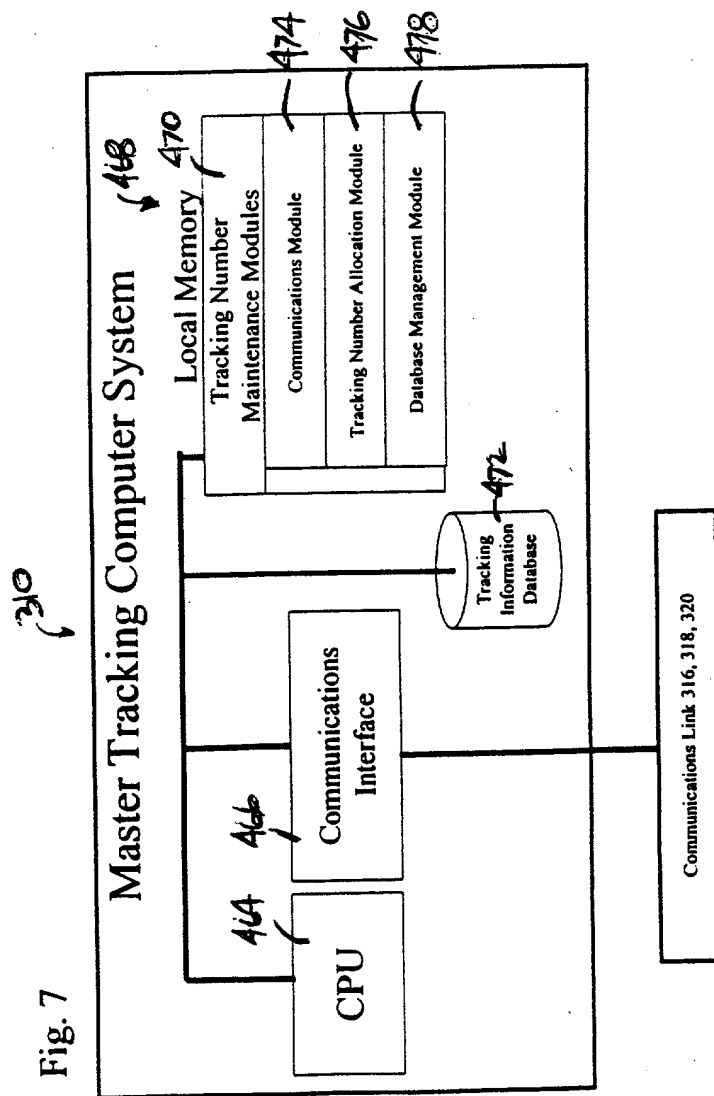 Fig. 7
310
Master Tracking Computer System
468
464
CPU
466
Communications
Interface
472
Tracking
Information
Database
Local Memory
470
Tracking Number
Maintenance Modules
Communications Module
474
Tracking Number Allocation Module
476
Database Management Module
478
Communications Link 316, 318, 320